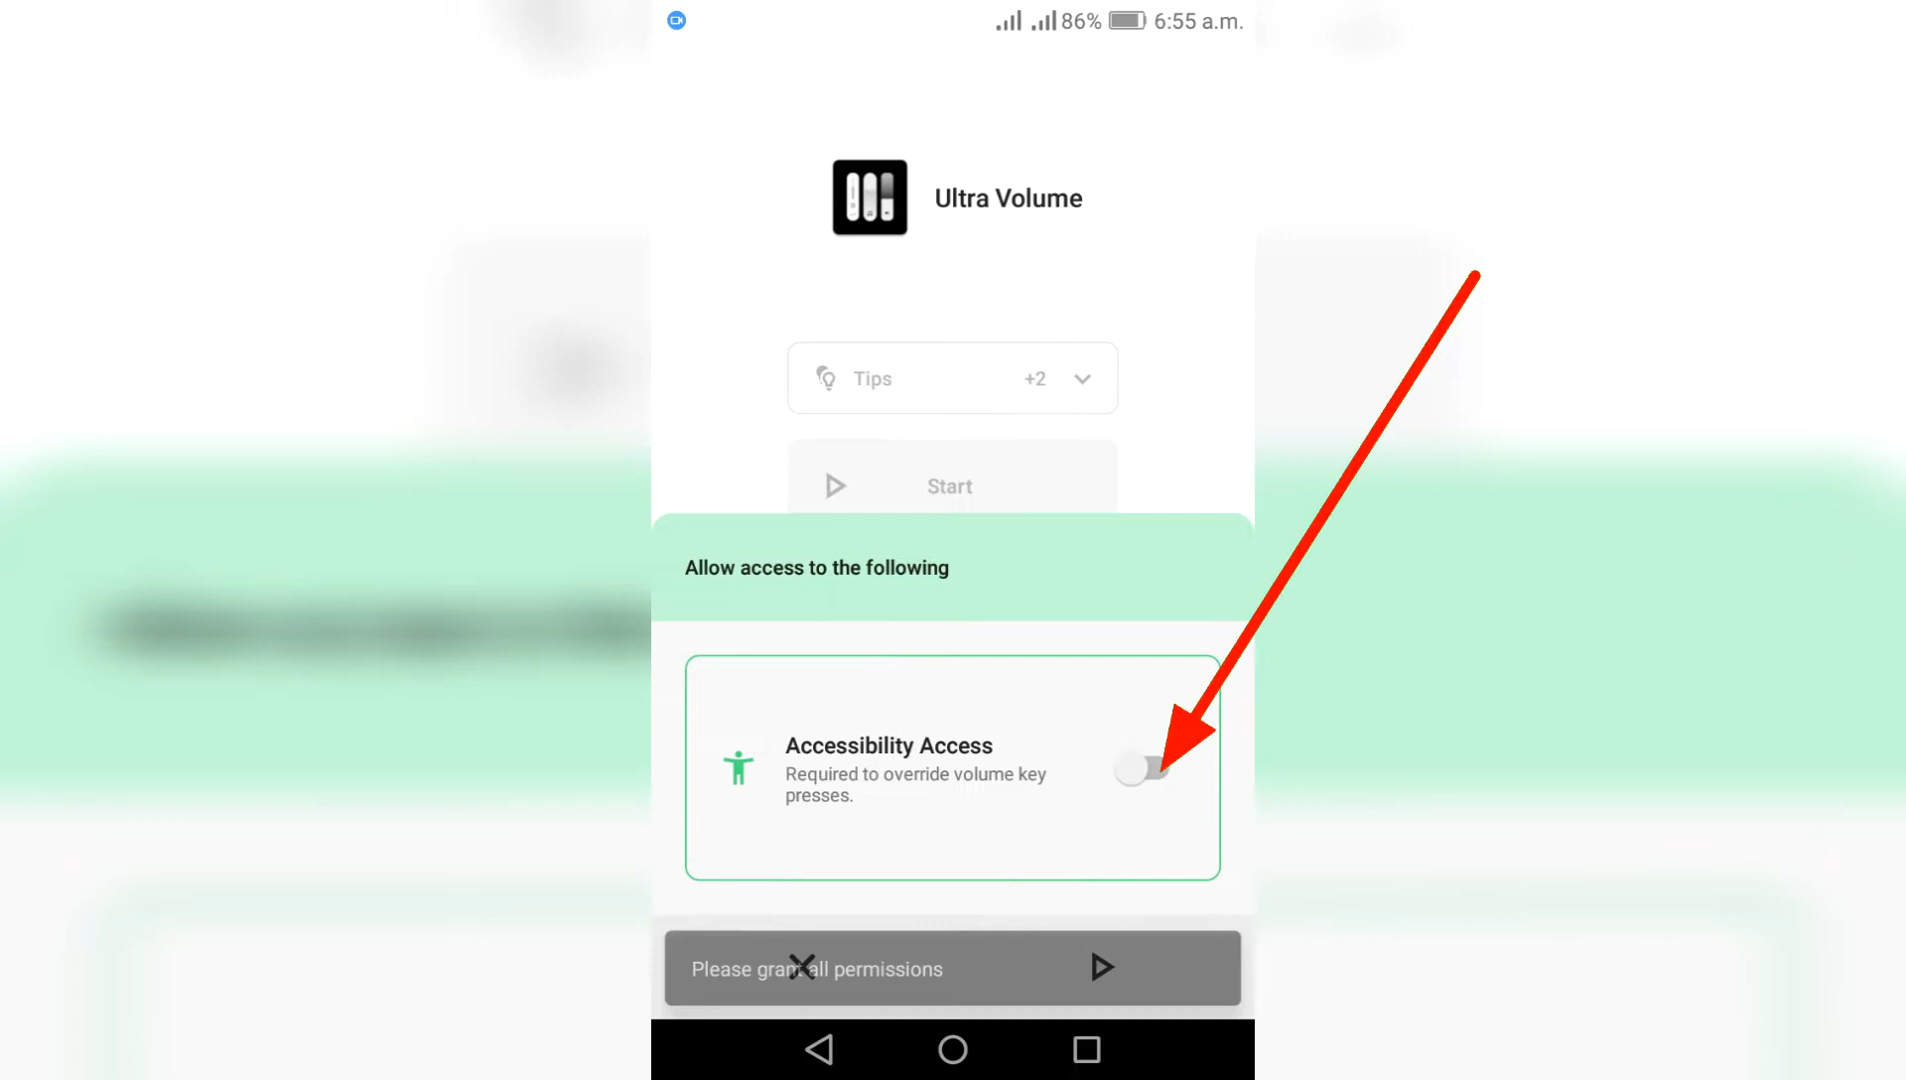 86% 6:55 a.m.
Ultra Volume
Tips +2
Start
Allow access to the following
Accessibility Access
Required to override volume key
presses.
Please grant all permissions